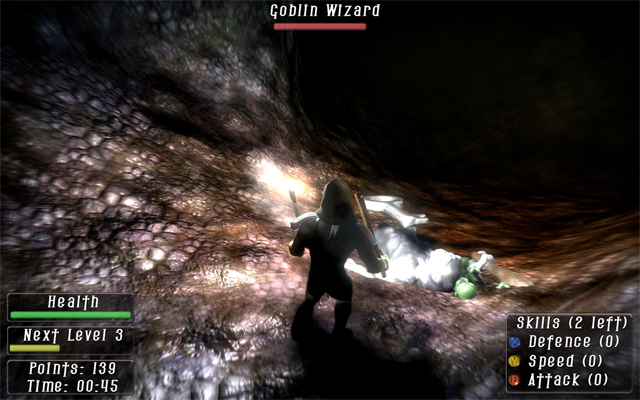 Goblin Wizard
Health
Next Level 3
Points: 139
Time: 00:45
Skills (2 left)
Defence (0)
Speed (0)
Attack (0)